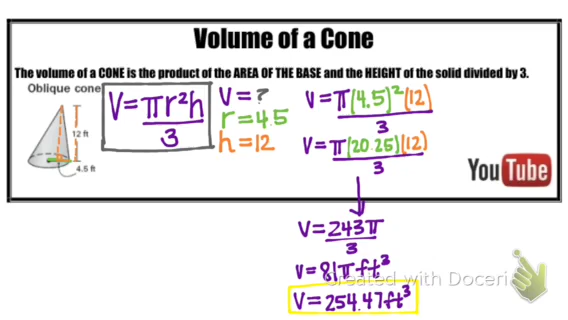 Volume of a Cone
The volume of a CONE is the product of the AREA OF THE BASE and the HEIGHT of the solid divided by 3.
Oblique cone
12 ft
4.5 ft
V=πr²h/3
V=?
r=4.5
h=12
V=π(4.5)²(12)/3
V=π(20.25)(12)/3
V=243π/3
V=81πft³
V=254.47ft³
YouTube
Created with Doceri